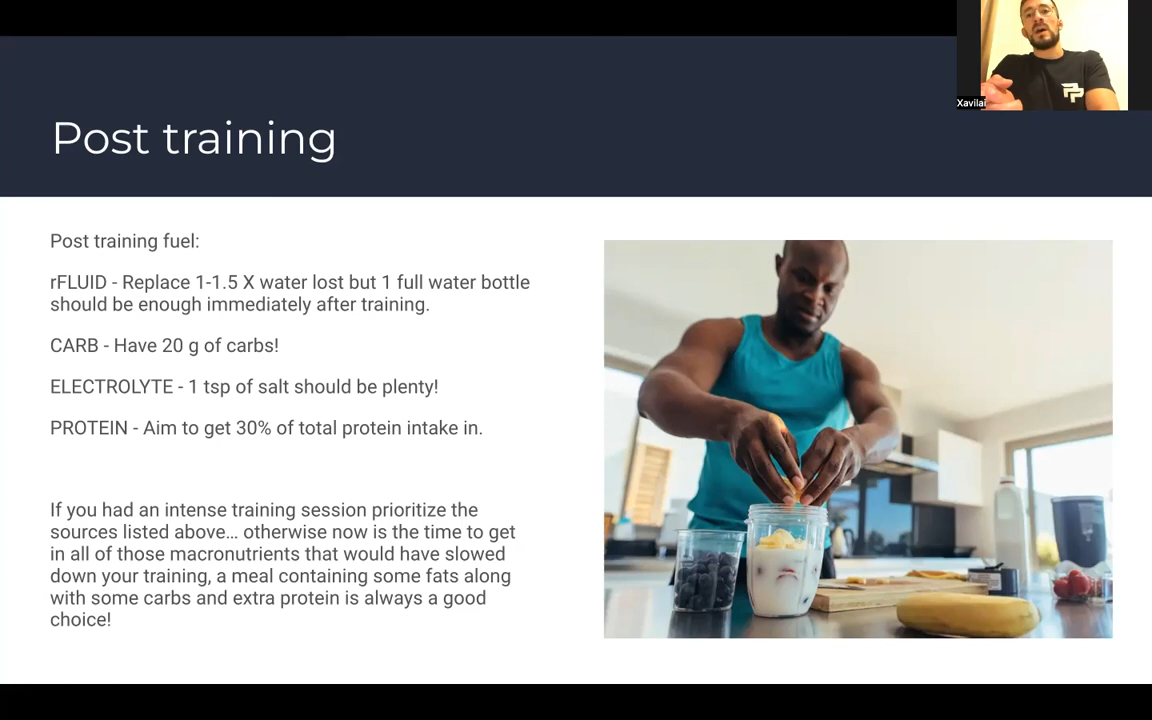 Xavilai
Post training
Post training fuel:
rFLUID - Replace 1-1.5 X water lost but 1 full water bottle
should be enough immediately after training.
CARB - Have 20 g of carbs!
ELECTROLYTE - 1 tsp of salt should be plenty!
PROTEIN - Aim to get 30% of total protein intake in.
If you had an intense training session prioritize the
sources listed above... otherwise now is the time to get
in all of those macronutrients that would have slowed
down your training, a meal containing some fats along
with some carbs and extra protein is always a good
choice!